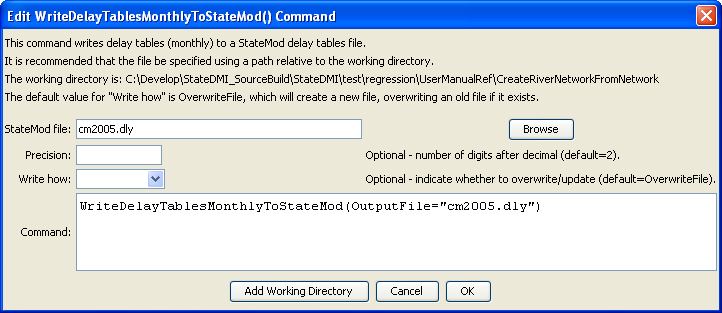 Edit WriteDelayTablesMonthlyToStateMod() Command
This command writes delay tables (monthly) to a StateMod delay tables file.
It is recommended that the file be specified using a path relative to the working directory.
The working directory is: C:\Develop\StateDMI_SourceBuild\StateDMI\test\regression\UserManualRef\CreateRiverNetworkFromNetwork
The default value for "Write how" is OverwriteFile, which will create a new file, overwriting an old file if it exists.
StateMod file: cm2005.dly Browse
Precision: Optional - number of digits after decimal (default=2).
Write how: Optional - indicate whether to overwrite/update (default=OverwriteFile).
WriteDelayTablesMonthlyToStateMod(OutputFile="cm2005.dly")
Command:
Add Working Directory Cancel OK